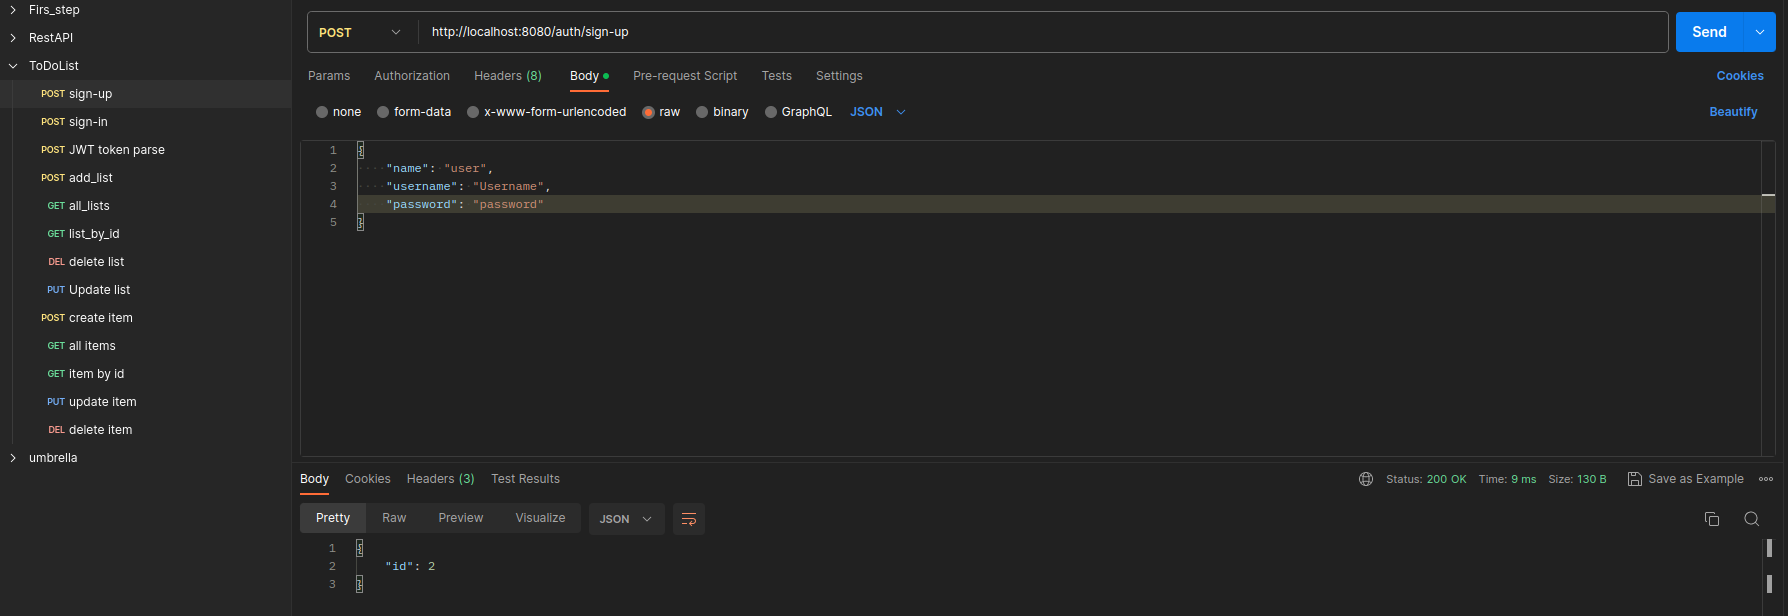 Firs_step
RestAPI
ToDoList
POST sign-up
POST sign-in
POST JWT token parse
POST add_list
GET all_lists
GET list_by_id
DEL delete list
PUT Update list
POST create item
GET all items
GET item by id
PUT update item
DEL delete item
umbrella
POST http://localhost:8080/auth/sign-up Send
Params Authorization Headers (8) Body Pre-request Script Tests Settings Cookies
none form-data x-www-form-urlencoded raw binary GraphQL JSON Beautify
1 {
2 "name": "user",
3 "username": "Username",
4 "password": "password"
5 }
Body Cookies Headers (3) Test Results Status: 200 OK Time: 9 ms Size: 130 B Save as Example
Pretty Raw Preview Visualize JSON
1 {
2 "id": 2
3 }